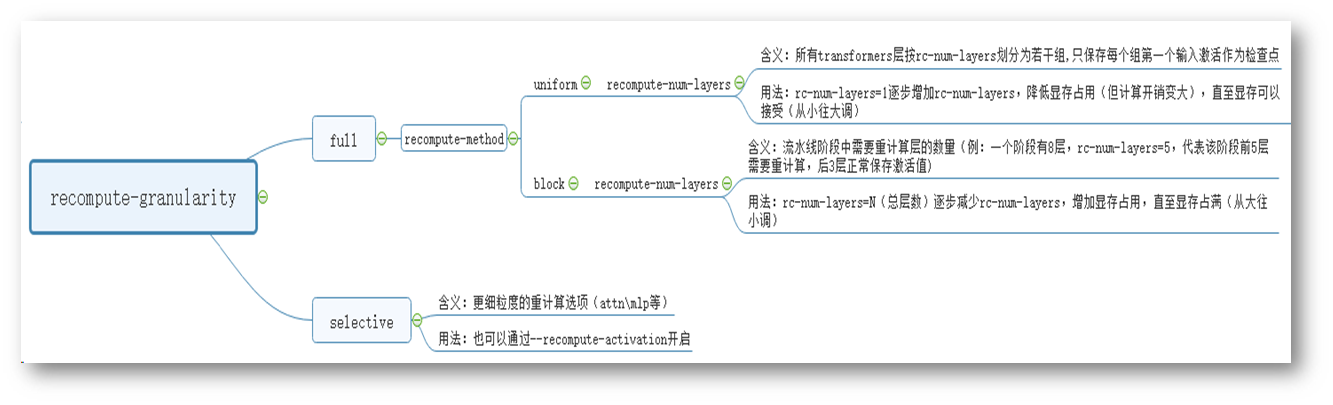 含义：所有transformers层按rc-num-layers划分为若干组,只保存每个组第一个输入激活作为检查点
uniform
recompute-num-layers
用法：rc-num-layers=1逐步增加rc-num-layers，降低显存占用（但计算开销变大），直至显存可以
接受（从小往大调）
full
recompute-method
含义：流水线阶段中需要重计算层的数量（例：一个阶段有8层，rc-num-layers=5，代表该阶段前5层
需要重计算，后3层正常保存激活值）
block
recompute-num-layers
用法：rc-num-layers=N（总层数）逐步减少rc-num-layers，增加显存占用，直至显存占满（从大往
小调）
recompute-granularity
selective
含义：更细粒度的重计算选项（attn\mlp等）
用法：也可以通过--recompute-activation开启